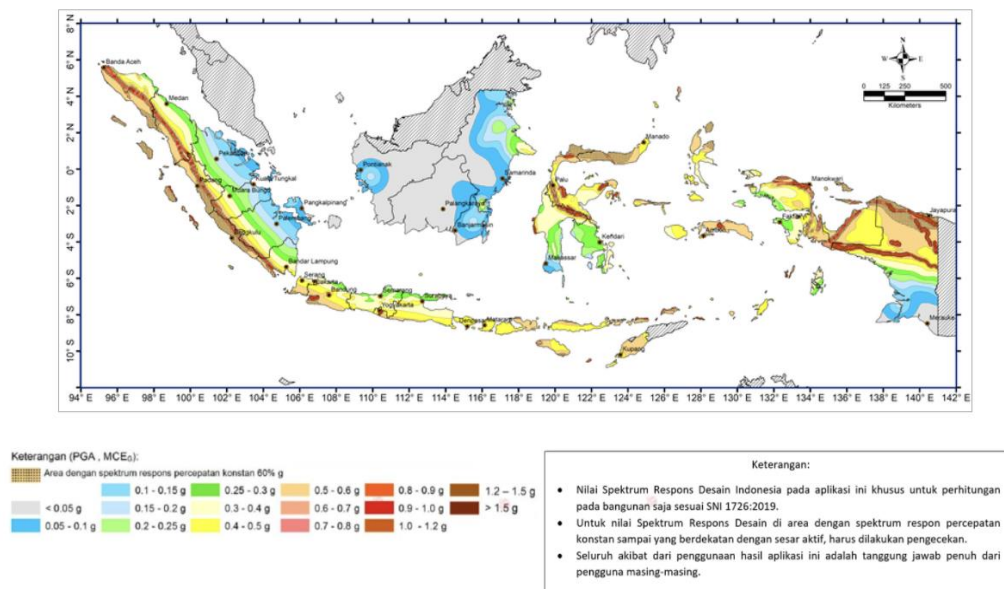 8° N
6° N
4° N
2° N
0°
2° S
4° S
6° S
8° S
10° S
94° E
96° E
98° E
100° E
102° E
104° E
106° E
108° E
110° E
112° E
114° E
116° E
118° E
120° E
122° E
124° E
126° E
128° E
130° E
132° E
134° E
136° E
138° E
140° E
142° E
N
W
E
S
0 125 250 500
Kilometers
Banda Aceh
Medan
Pekanbaru
Padang
Kuala Tungkal
Muara Bungo
Pangkalpinang
Palembang
Bengkulu
Bandar Lampung
Serang
Jakarta
Bandung
Semarang
Yogyakarta
Surabaya
Denpasar
Mataram
Kupang
Pontianak
Palangkaraya
Banjarmasin
Samarinda
Manado
Palu
Kendari
Makassar
Manokwari
Jayapura
Keterangan (PGA , MCE_G):
Area dengan spektrum respons percepatan konstan 60% g
< 0.05 g
0.05 - 0.1 g
0.1 - 0.15 g
0.15 - 0.2 g
0.2 - 0.25 g
0.25 - 0.3 g
0.3 - 0.4 g
0.4 - 0.5 g
0.5 - 0.6 g
0.6 - 0.7 g
0.7 - 0.8 g
0.8 - 0.9 g
0.9 - 1.0 g
1.0 - 1.2 g
1.2 – 1.5 g
> 1.5 g
Keterangan:
• Nilai Spektrum Respons Desain Indonesia pada aplikasi ini khusus untuk perhitungan
pada bangunan saja sesuai SNI 1726:2019.
• Untuk nilai Spektrum Respons Desain di area dengan spektrum respon percepatan
konstan sampai yang berdekatan dengan sesar aktif, harus dilakukan pengecekan.
• Seluruh akibat dari penggunaan hasil aplikasi ini adalah tanggung jawab penuh dari
pengguna masing-masing.